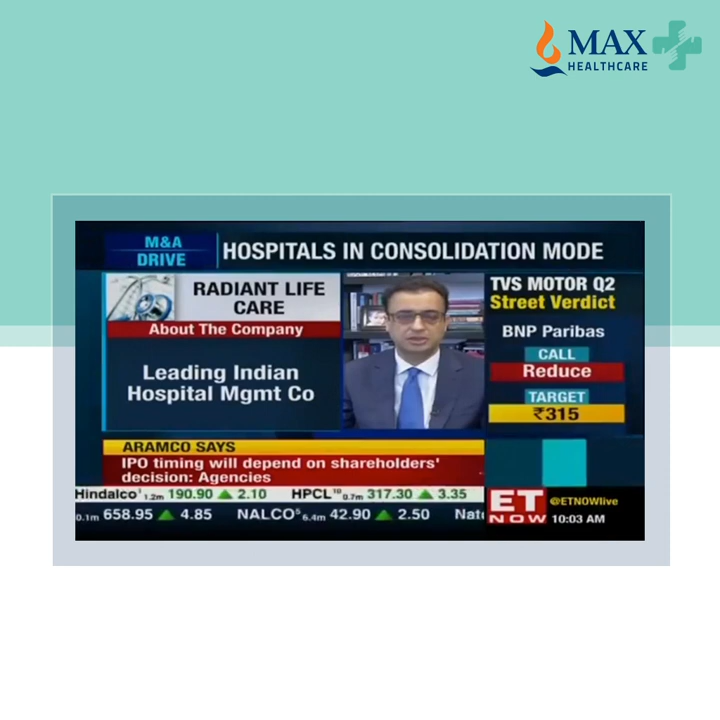 MAX
HEALTHCARE
M&A
DRIVE
HOSPITALS IN CONSOLIDATION MODE
RADIANT LIFE
CARE
About The Company
Leading Indian
Hospital Mgmt Co
TVS MOTOR Q2
Street Verdict
BNP Paribas
CALL
Reduce
TARGET
₹315
ARAMCO SAYS
IPO timing will depend on shareholders'
decision: Agencies
Hindalco 1.2m 190.90 ▲ 2.10 HPCL 0.7m 317.30 ▲ 3.35
0.1m 658.95 ▲ 4.85 NALCO 6.4m 42.90 ▲ 2.50
ET
NOW
@ETNOWlive
10:03 AM